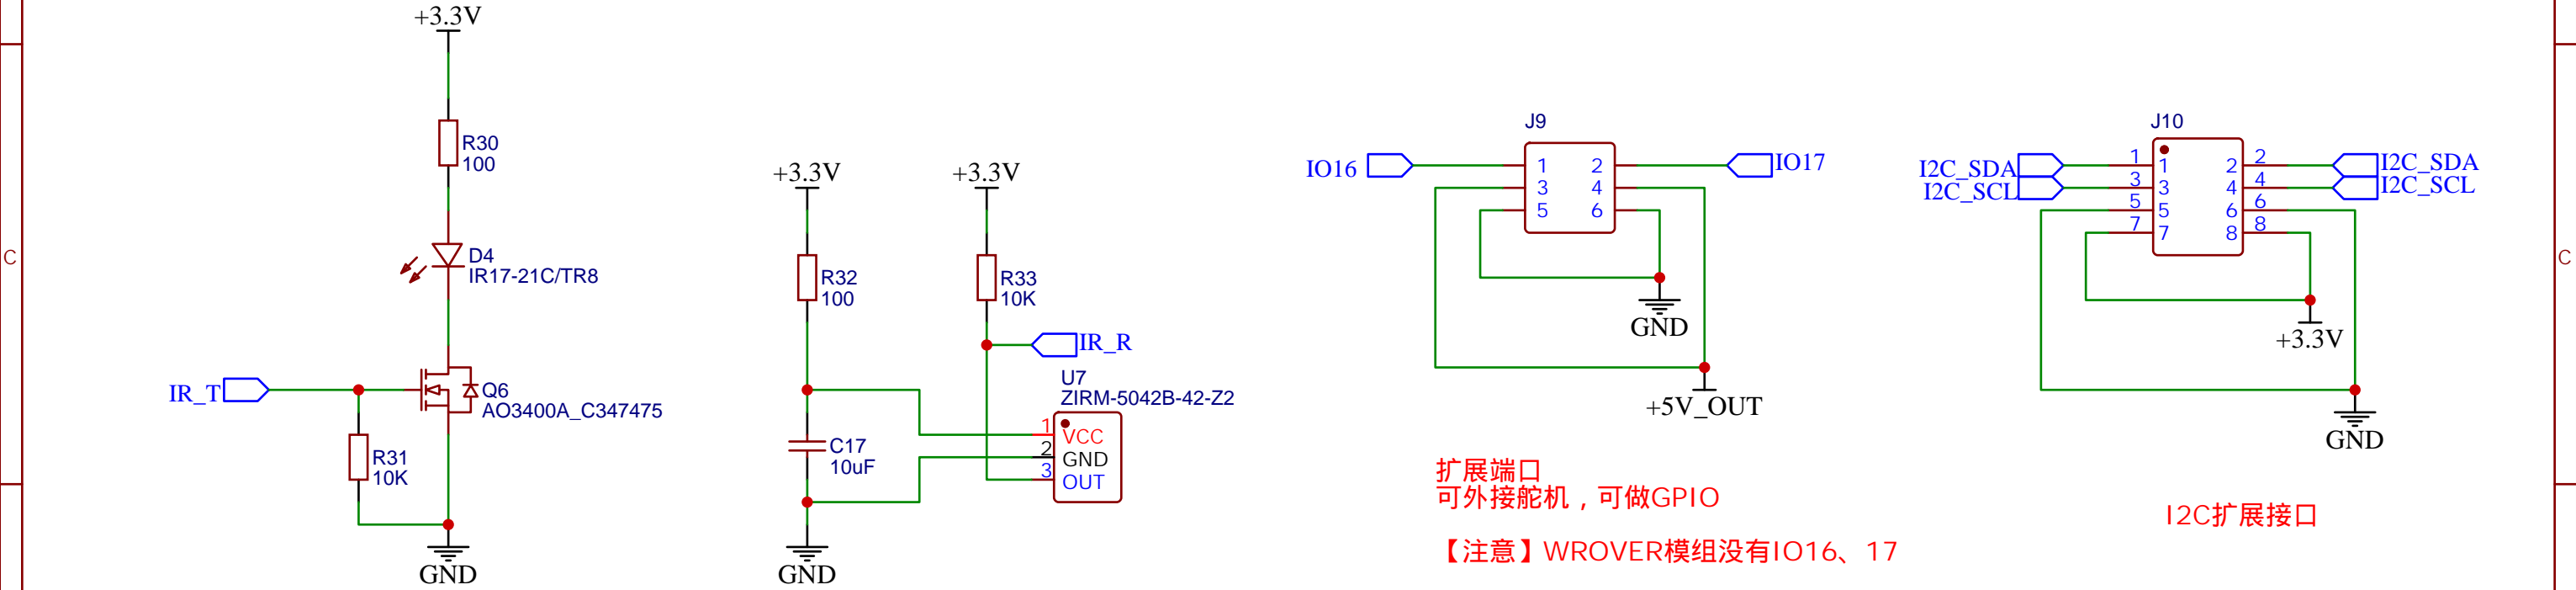 +3.3V
R30
100
D4
IR17-21C/TR8
IR_T
Q6
AO3400A_C347475
R31
10K
GND
+3.3V
R32
100
C17
10uF
GND
+3.3V
R33
10K
IR_R
U7
ZIRM-5042B-42-Z2
1 VCC
2 GND
3 OUT
J9
IO16 1 2 IO17
3 4
5 6
GND
+5V_OUT
扩展端口
可外接舵机，可做GPIO
【注意】WROVER模组没有IO16、17
J10
I2C_SDA 1 1 2 2 I2C_SDA
I2C_SCL 3 3 4 4 I2C_SCL
5 5 6 6
7 7 8 8
+3.3V
GND
I2C扩展接口
C
C